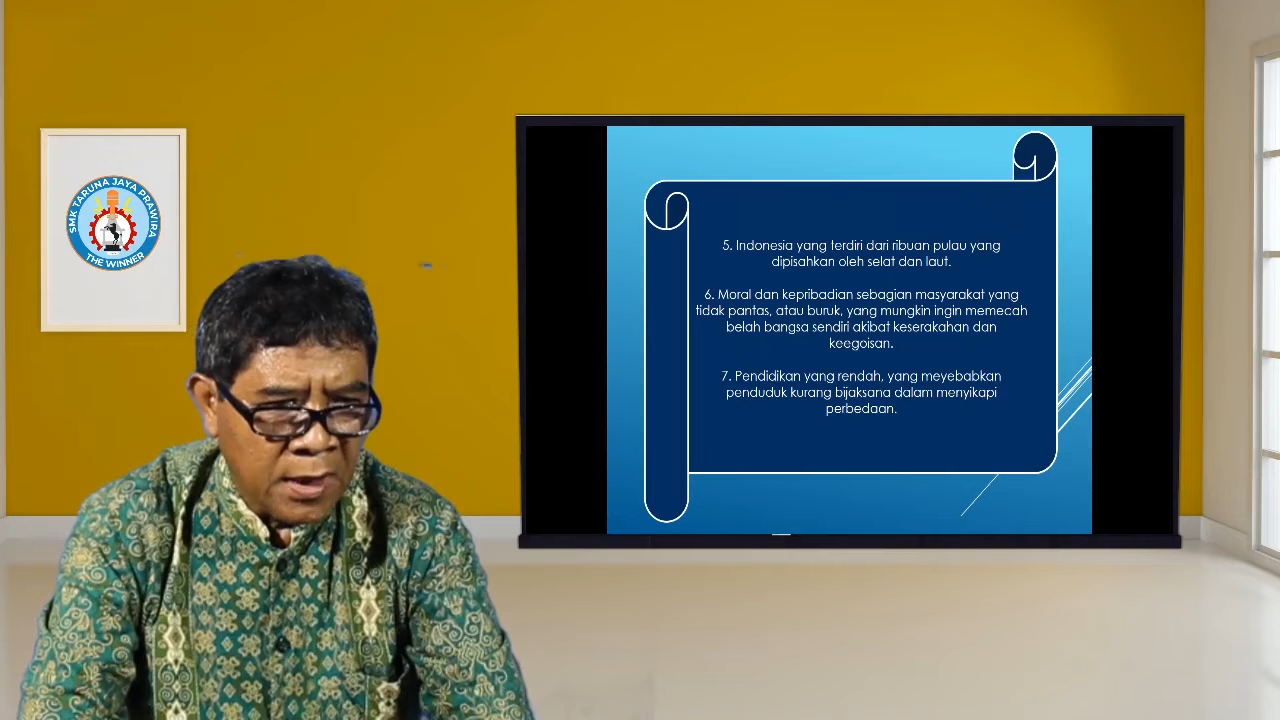 SMK TARUNA JAYA PRAWIRA
THE WINNER
5. Indonesia yang terdiri dari ribuan pulau yang
dipisahkan oleh selat dan laut.
6. Moral dan kepribadian sebagian masyarakat yang
tidak pantas, atau buruk, yang mungkin ingin memecah
belah bangsa sendiri akibat keserakahan dan
keegoisan.
7. Pendidikan yang rendah, yang meyebabkan
penduduk kurang bijaksana dalam menyikapi
perbedaan.